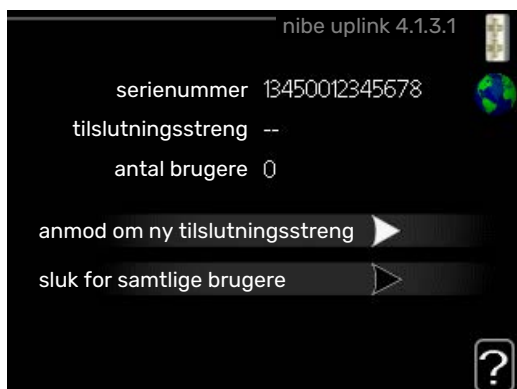 nibe uplink 4.1.3.1
serienummer 13450012345678
tilslutningsstreng --
antal brugere 0
anmod om ny tilslutningsstreng
sluk for samtlige brugere
?